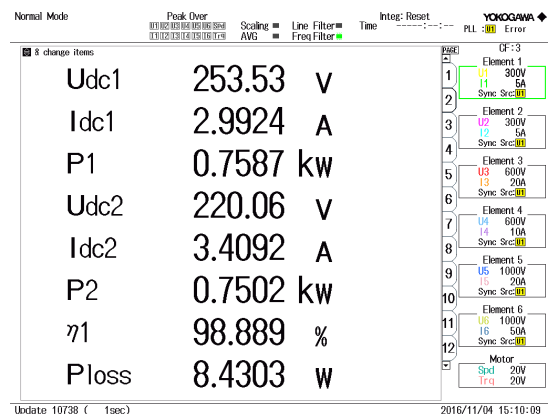 Normal Mode
Peak Over
U1 U2 U3 U4 U5 U6 Spd
I1 I2 I3 I4 I5 I6 Trq
Scaling
AVG
Line Filter
Freq Filter
Integ: Reset
Time -----:--:--
YOKOGAWA
PLL :U1 Error
8 change items
Udc1 253.53 V
Idc1 2.9924 A
P1 0.7587 kW
Udc2 220.06 V
Idc2 3.4092 A
P2 0.7502 kW
η1 98.889 %
Ploss 8.4303 W
PAGE
1
2
3
4
5
6
7
8
9
10
11
12
CF:3
Element 1
U1 300V
I1 5A
Sync Src:U1
Element 2
U2 300V
I2 5A
Sync Src:U1
Element 3
U3 600V
I3 20A
Sync Src:U1
Element 4
U4 600V
I4 10A
Sync Src:U1
Element 5
U5 1000V
I5 20A
Sync Src:U1
Element 6
U6 1000V
I6 50A
Sync Src:U1
Motor
Spd 20V
Trq 20V
Update 10738 ( 1sec)
2016/11/04 15:10:09